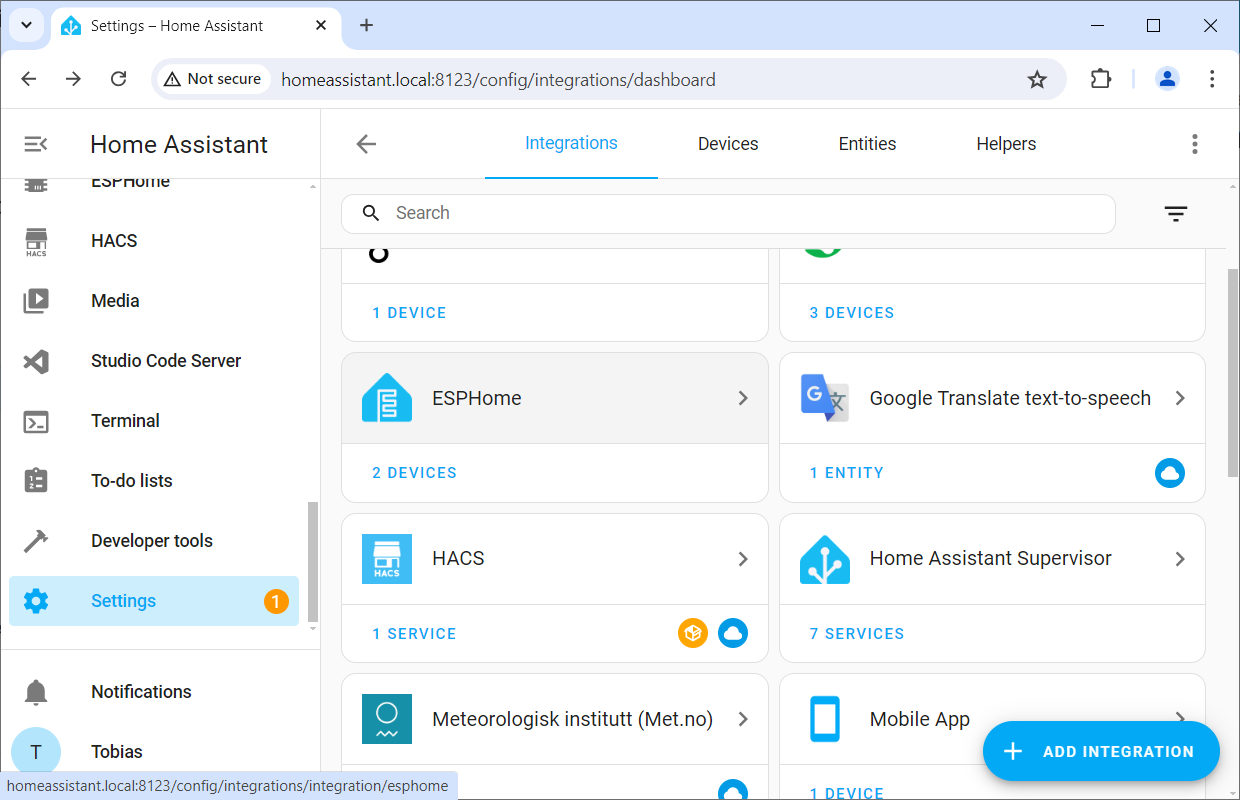 Settings – Home Assistant
Not secure
homeassistant.local:8123/config/integrations/dashboard
Home Assistant
Integrations
Devices
Entities
Helpers
ESPHome
HACS
HACS
Media
Studio Code Server
Terminal
To-do lists
Developer tools
Settings
1
Notifications
T
Tobias
Search
1 DEVICE
3 DEVICES
ESPHome
2 DEVICES
G
文
Google Translate text-to-speech
1 ENTITY
HACS
HACS
1 SERVICE
Home Assistant Supervisor
7 SERVICES
Meteorologisk institutt (Met.no)
Mobile App
1 DEVICE
ADD INTEGRATION
homeassistant.local:8123/config/integrations/integration/esphome